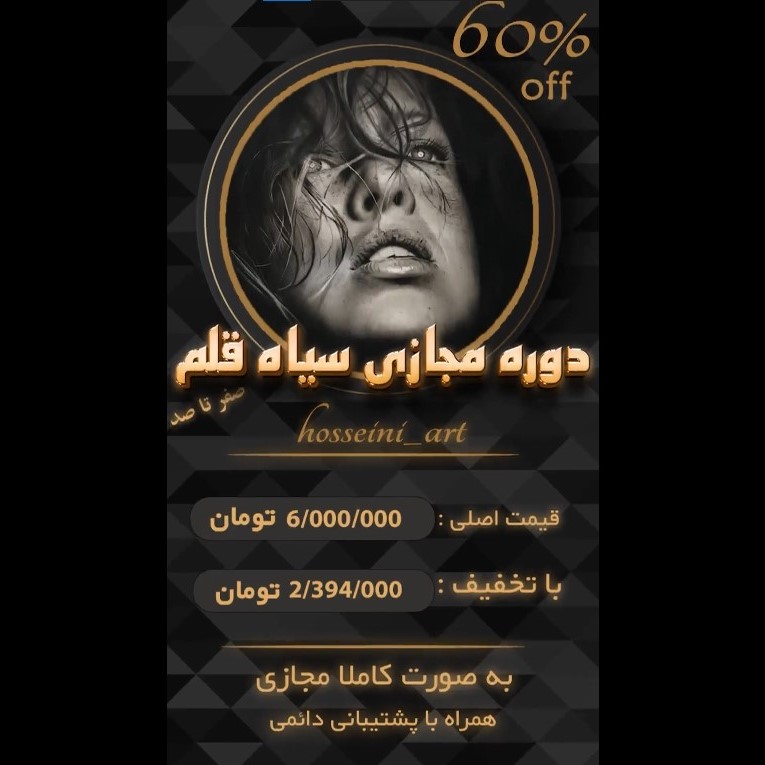 60%
off
دوره مجازی سیاه قلم
صفر تا صد
hosseini_art
قیمت اصلی : 6/000/000 تومان
با تخفیف : 2/394/000 تومان
به صورت کاملا مجازی
همراه با پشتیبانی دائمی